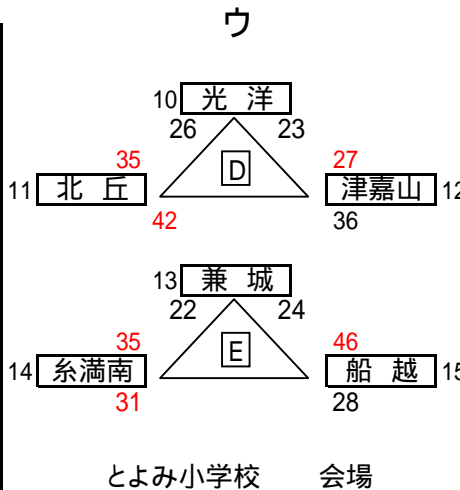 ウ
10 光 洋
26 23
D
35 27
11 北 丘 津嘉山 12
42 36
13 兼 城
22 24
E
35 46
14 糸満南 船 越 15
31 28
とよみ小学校 会場